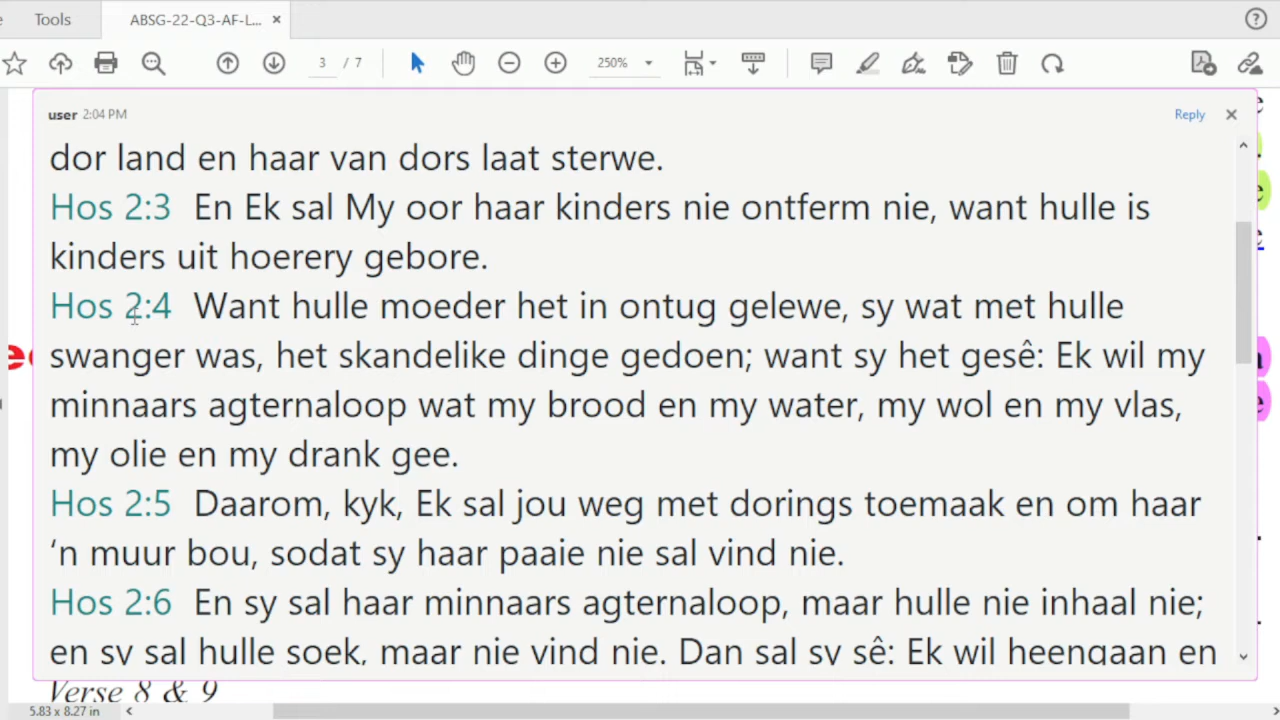 Tools
ABSG-22-Q3-AF-L...
3 / 7
250%
user 2:04 PM
Reply
dor land en haar van dors laat sterwe.
Hos 2:3 En Ek sal My oor haar kinders nie ontferm nie, want hulle is
kinders uit hoerery gebore.
Hos 2:4 Want hulle moeder het in ontug gelewe, sy wat met hulle
swanger was, het skandelike dinge gedoen; want sy het gesê: Ek wil my
minnaars agternaloop wat my brood en my water, my wol en my vlas,
my olie en my drank gee.
Hos 2:5 Daarom, kyk, Ek sal jou weg met dorings toemaak en om haar
‘n muur bou, sodat sy haar paaie nie sal vind nie.
Hos 2:6 En sy sal haar minnaars agternaloop, maar hulle nie inhaal nie;
en sy sal hulle soek, maar nie vind nie. Dan sal sy sê: Ek wil heengaan en
Verse 8 & 9
5.83 x 8.27 in